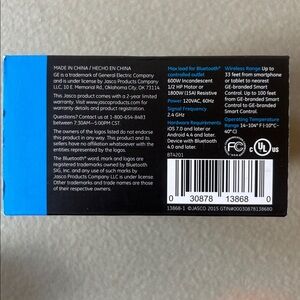 MADE IN CHINA / HECHO EN CHINA
GE is a trademark of General Electric Company
and is under license by Jasco Products Company
LLC, 10 E. Memorial Rd., Oklahoma City, OK 73114
This Jasco product comes with a 2-year limited
warranty. Visit www.jascoproducts.com for
warranty details and product registration.
Questions? Contact us at 1-800-654-8483
between 7:30AM–5:00PM CST
The owners of the logos listed do not endorse
this product in any way. This product and its
seller have no affiliation whatsoever with the
entities represented by the logos.
The Bluetooth® word, mark and logos are
registered trademarks owned by Bluetooth
SIG, inc. and any use of such marks by
Jasco Products Company LLC is under license.
Other trademarks and trade names are those
of their respective owners.
Max load for Bluetooth®
controlled outlet
600W Incandescent
1/2 HP Motor
1800W (15A) Resistive
Power 120VAC, 60Hz
Signal Frequency
2.4 GHz
Hardware Requirements
iOS 7.0 and later or
Android 4.4 and later.
Device with Bluetooth
4.0 and later
BT4201
Wireless Range Up to
33 feet from smartphone
or tablet to nearest
GE-branded Smart
Control. Up to 100 feet
from GE-branded Smart
Control to GE-branded
Smart Control.
Operating Temperature
Range 14–104° F (-10°C–
40°C)
FC
UL
US
0 30878 13868 0
13868-1 ©JASCO 2015 GTIN#00030878138680